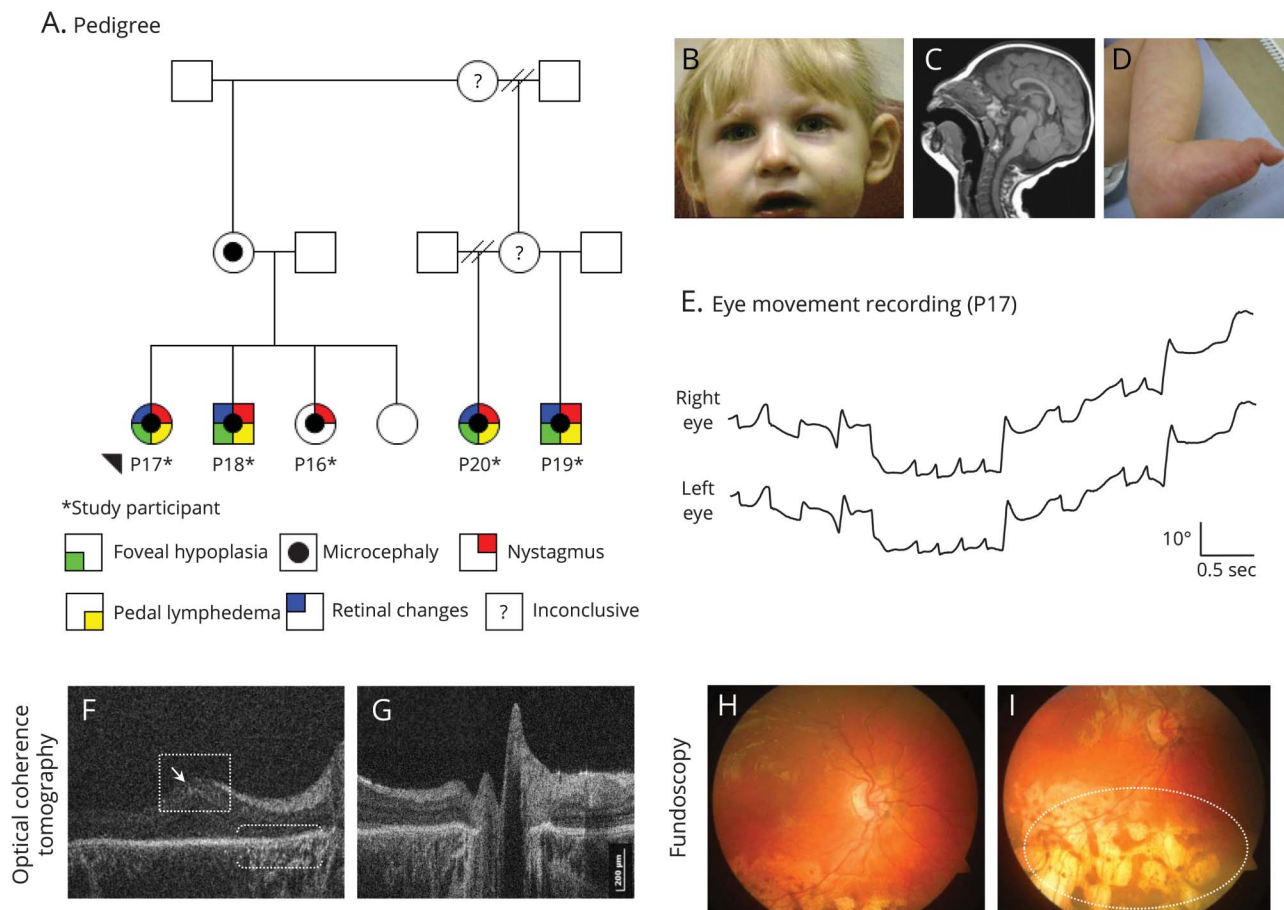 A. Pedigree
?
?
P17*
P18*
P16*
P20*
P19*
*Study participant
Foveal hypoplasia
Microcephaly
Nystagmus
Pedal lymphedema
Retinal changes
?
Inconclusive
B
C
D
E. Eye movement recording (P17)
Right
eye
Left
eye
10°
0.5 sec
Optical coherence
tomography
F
G
200 µm
Fundoscopy
H
I